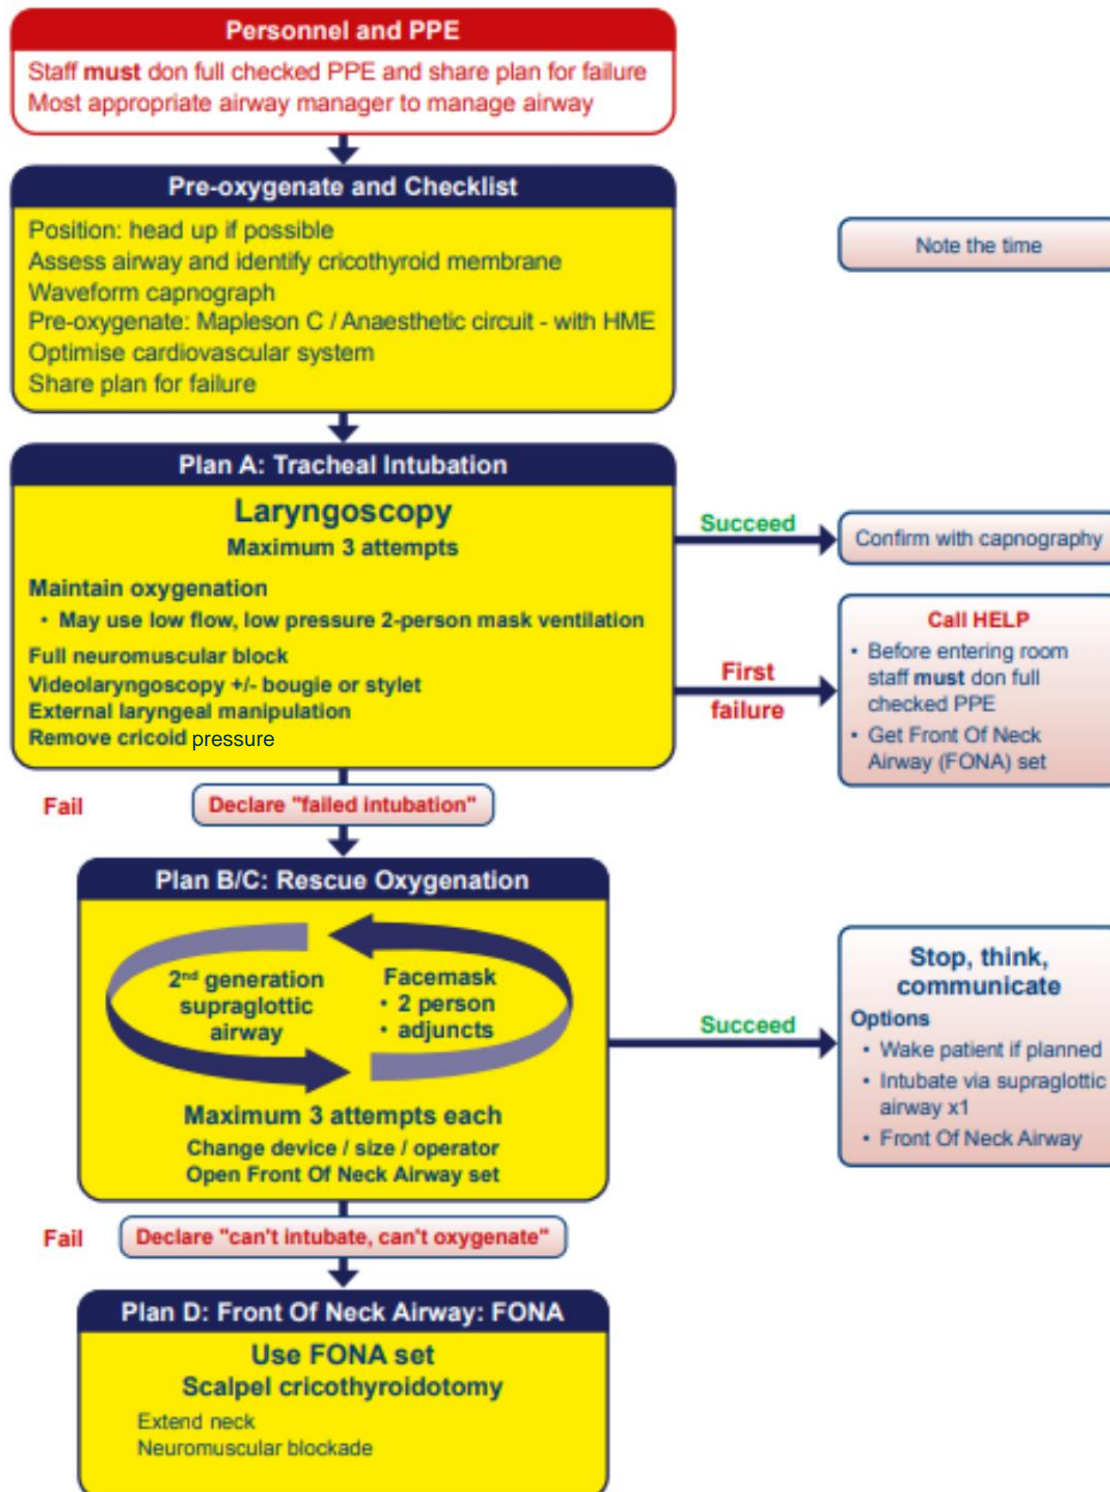 Personnel and PPE
Staff must don full checked PPE and share plan for failure
Most appropriate airway manager to manage airway
Pre-oxygenate and Checklist
Position: head up if possible
Assess airway and identify cricothyroid membrane
Waveform capnograph
Pre-oxygenate: Mapleson C / Anaesthetic circuit - with HME
Optimise cardiovascular system
Share plan for failure
Note the time
Plan A: Tracheal Intubation
Laryngoscopy
Maximum 3 attempts
Maintain oxygenation
• May use low flow, low pressure 2-person mask ventilation
Full neuromuscular block
Videolaryngoscopy +/- bougie or stylet
External laryngeal manipulation
Remove cricoid pressure
Succeed
Confirm with capnography
First
failure
Call HELP
• Before entering room
staff must don full
checked PPE
• Get Front Of Neck
Airway (FONA) set
Fail
Declare "failed intubation"
Plan B/C: Rescue Oxygenation
2nd generation
supraglottic
airway
Facemask
• 2 person
• adjuncts
Maximum 3 attempts each
Change device / size / operator
Open Front Of Neck Airway set
Succeed
Stop, think,
communicate
Options
• Wake patient if planned
• Intubate via supraglottic
airway x1
• Front Of Neck Airway
Fail
Declare "can't intubate, can't oxygenate"
Plan D: Front Of Neck Airway: FONA
Use FONA set
Scalpel cricothyroidotomy
Extend neck
Neuromuscular blockade